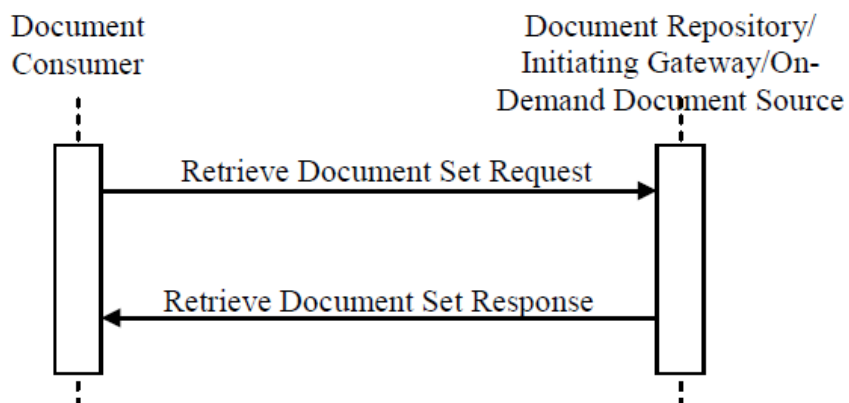 Document
Consumer
Document Repository/
Initiating Gateway/On-
Demand Document Source
Retrieve Document Set Request
Retrieve Document Set Response